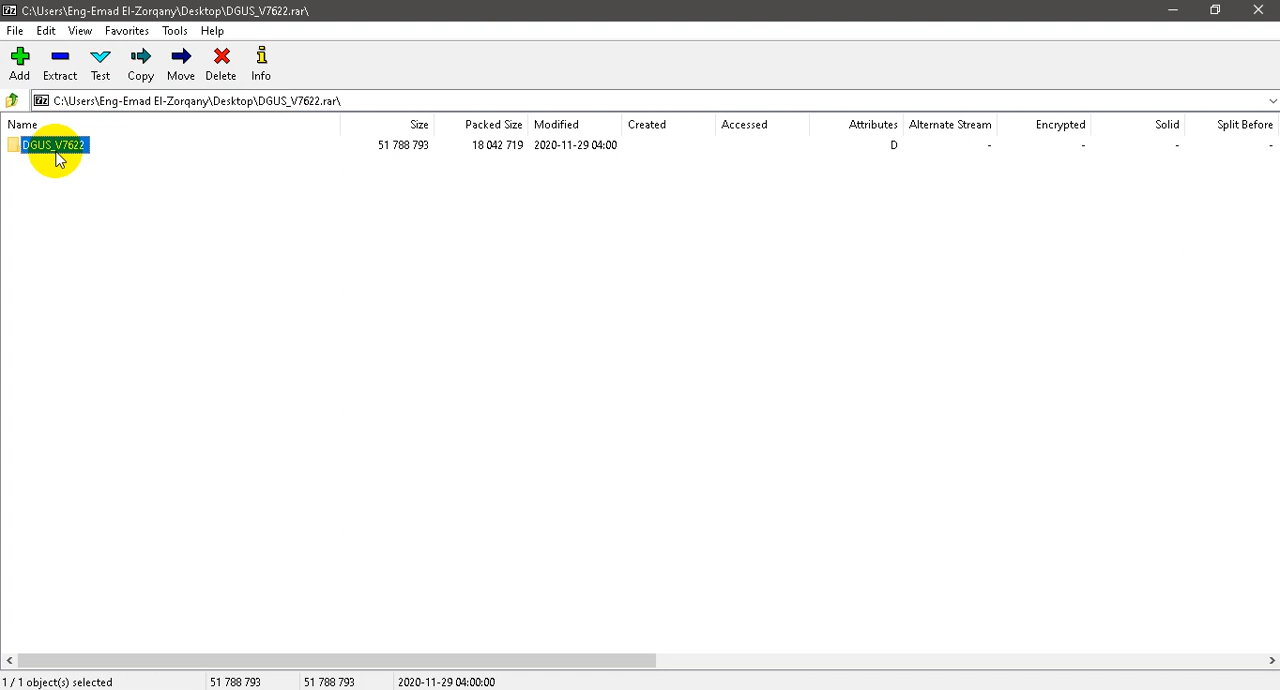 C:\Users\Eng-Emad El-Zorqany\Desktop\DGUS_V7622.rar\
File Edit View Favorites Tools Help
Add Extract Test Copy Move Delete Info
C:\Users\Eng-Emad El-Zorqany\Desktop\DGUS_V7622.rar\
Name Size Packed Size Modified Created Accessed Attributes Alternate Stream Encrypted Solid Split Before
DGUS_V7622 51 788 793 18 042 719 2020-11-29 04:00 D - - - -
1 / 1 object(s) selected 51 788 793 51 788 793 2020-11-29 04:00:00